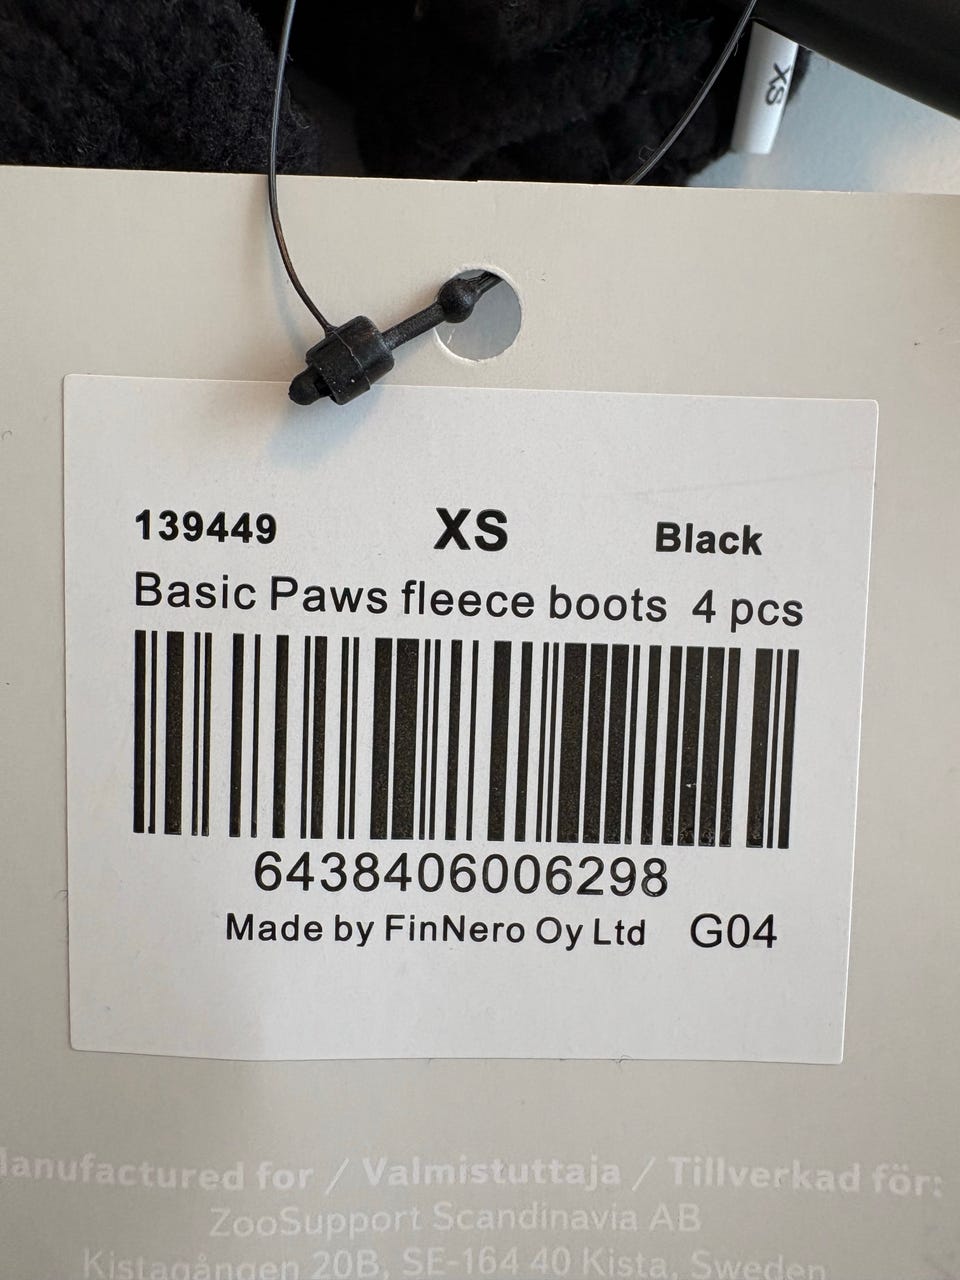 XS
139449 XS Black
Basic Paws fleece boots 4 pcs
6438406006298
Made by FinNero Oy Ltd G04
Manufactured for / Valmistuttaja / Tillverkad för:
ZooSupport Scandinavia AB
Kistagången 20B, SE-164 40 Kista, Sweden